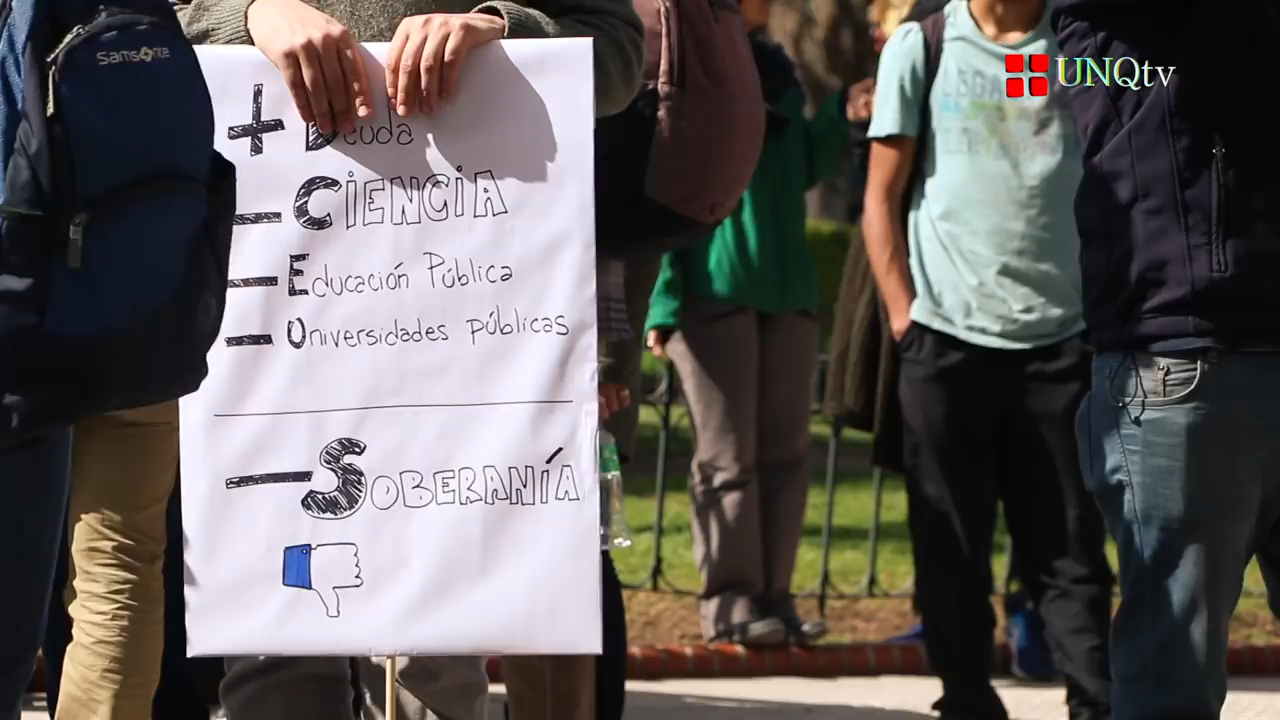 Samsonite
UNQtv
+ Deuda
- CiENCiA
- Educación Pública
- Universidades públicas
- SOBERANÍA